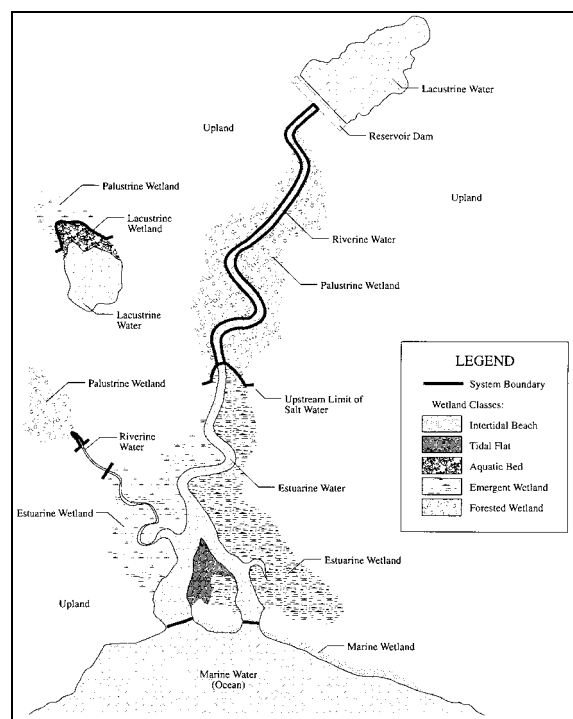 Lacustrine Water
Reservoir Dam
Upland
Upland
Palustrine Wetland
Lacustrine
Wetland
Riverine Water
Palustrine Wetland
Lacustrine
Water
Palustrine Wetland
Upstream Limit of
Salt Water
Riverine
Water
Estuarine Water
Estuarine Wetland
Estuarine Wetland
Upland
Marine Wetland
Marine Water
(Ocean)
LEGEND
System Boundary
Wetland Classes:
Intertidal Beach
Tidal Flat
Aquatic Bed
Emergent Wetland
Forested Wetland